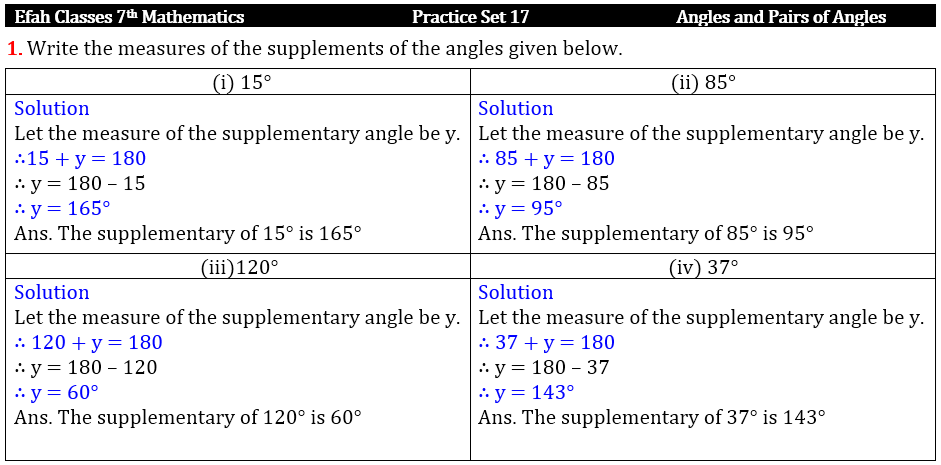 Efah Classes 7th Mathematics Practice Set 17 Angles and Pairs of Angles
1. Write the measures of the supplements of the angles given below.
(i) 15°
Solution
Let the measure of the supplementary angle be y.
∴15 + y = 180
∴ y = 180 – 15
∴ y = 165°
Ans. The supplementary of 15° is 165°
(ii) 85°
Solution
Let the measure of the supplementary angle be y.
∴ 85 + y = 180
∴ y = 180 – 85
∴ y = 95°
Ans. The supplementary of 85° is 95°
(iii)120°
Solution
Let the measure of the supplementary angle be y.
∴ 120 + y = 180
∴ y = 180 – 120
∴ y = 60°
Ans. The supplementary of 120° is 60°
(iv) 37°
Solution
Let the measure of the supplementary angle be y.
∴ 37 + y = 180
∴ y = 180 – 37
∴ y = 143°
Ans. The supplementary of 37° is 143°